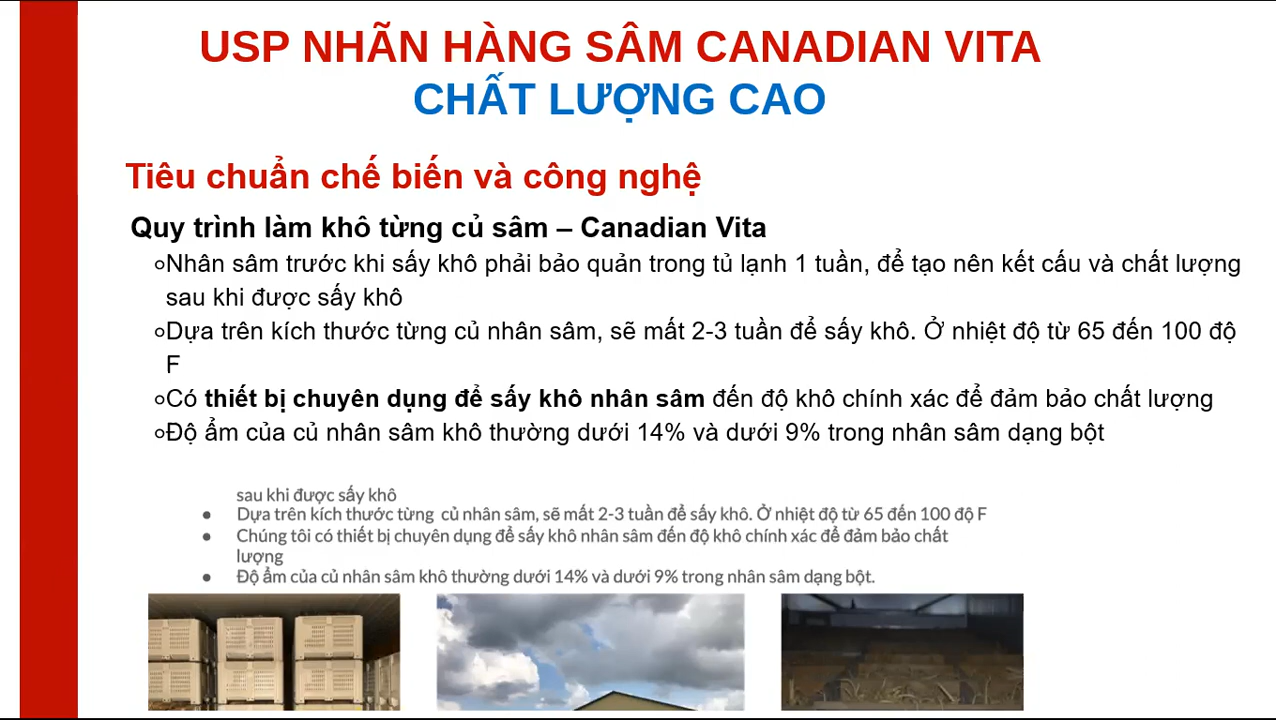 USP NHÃN HÀNG SÂM CANADIAN VITA
CHẤT LƯỢNG CAO
Tiêu chuẩn chế biến và công nghệ
Quy trình làm khô từng củ sâm – Canadian Vita
Nhân sâm trước khi sấy khô phải bảo quản trong tủ lạnh 1 tuần, để tạo nên kết cấu và chất lượng
sau khi được sấy khô
Dựa trên kích thước từng củ nhân sâm, sẽ mất 2-3 tuần để sấy khô. Ở nhiệt độ từ 65 đến 100 độ
F
Có thiết bị chuyên dụng để sấy khô nhân sâm đến độ khô chính xác để đảm bảo chất lượng
Độ ẩm của củ nhân sâm khô thường dưới 14% và dưới 9% trong nhân sâm dạng bột
sau khi được sấy khô
● Dựa trên kích thước từng củ nhân sâm, sẽ mất 2-3 tuần để sấy khô. Ở nhiệt độ từ 65 đến 100 độ F
● Chúng tôi có thiết bị chuyên dụng để sấy khô nhân sâm đến độ khô chính xác để đảm bảo chất
lượng
● Độ ẩm của củ nhân sâm khô thường dưới 14% và dưới 9% trong nhân sâm dạng bột.